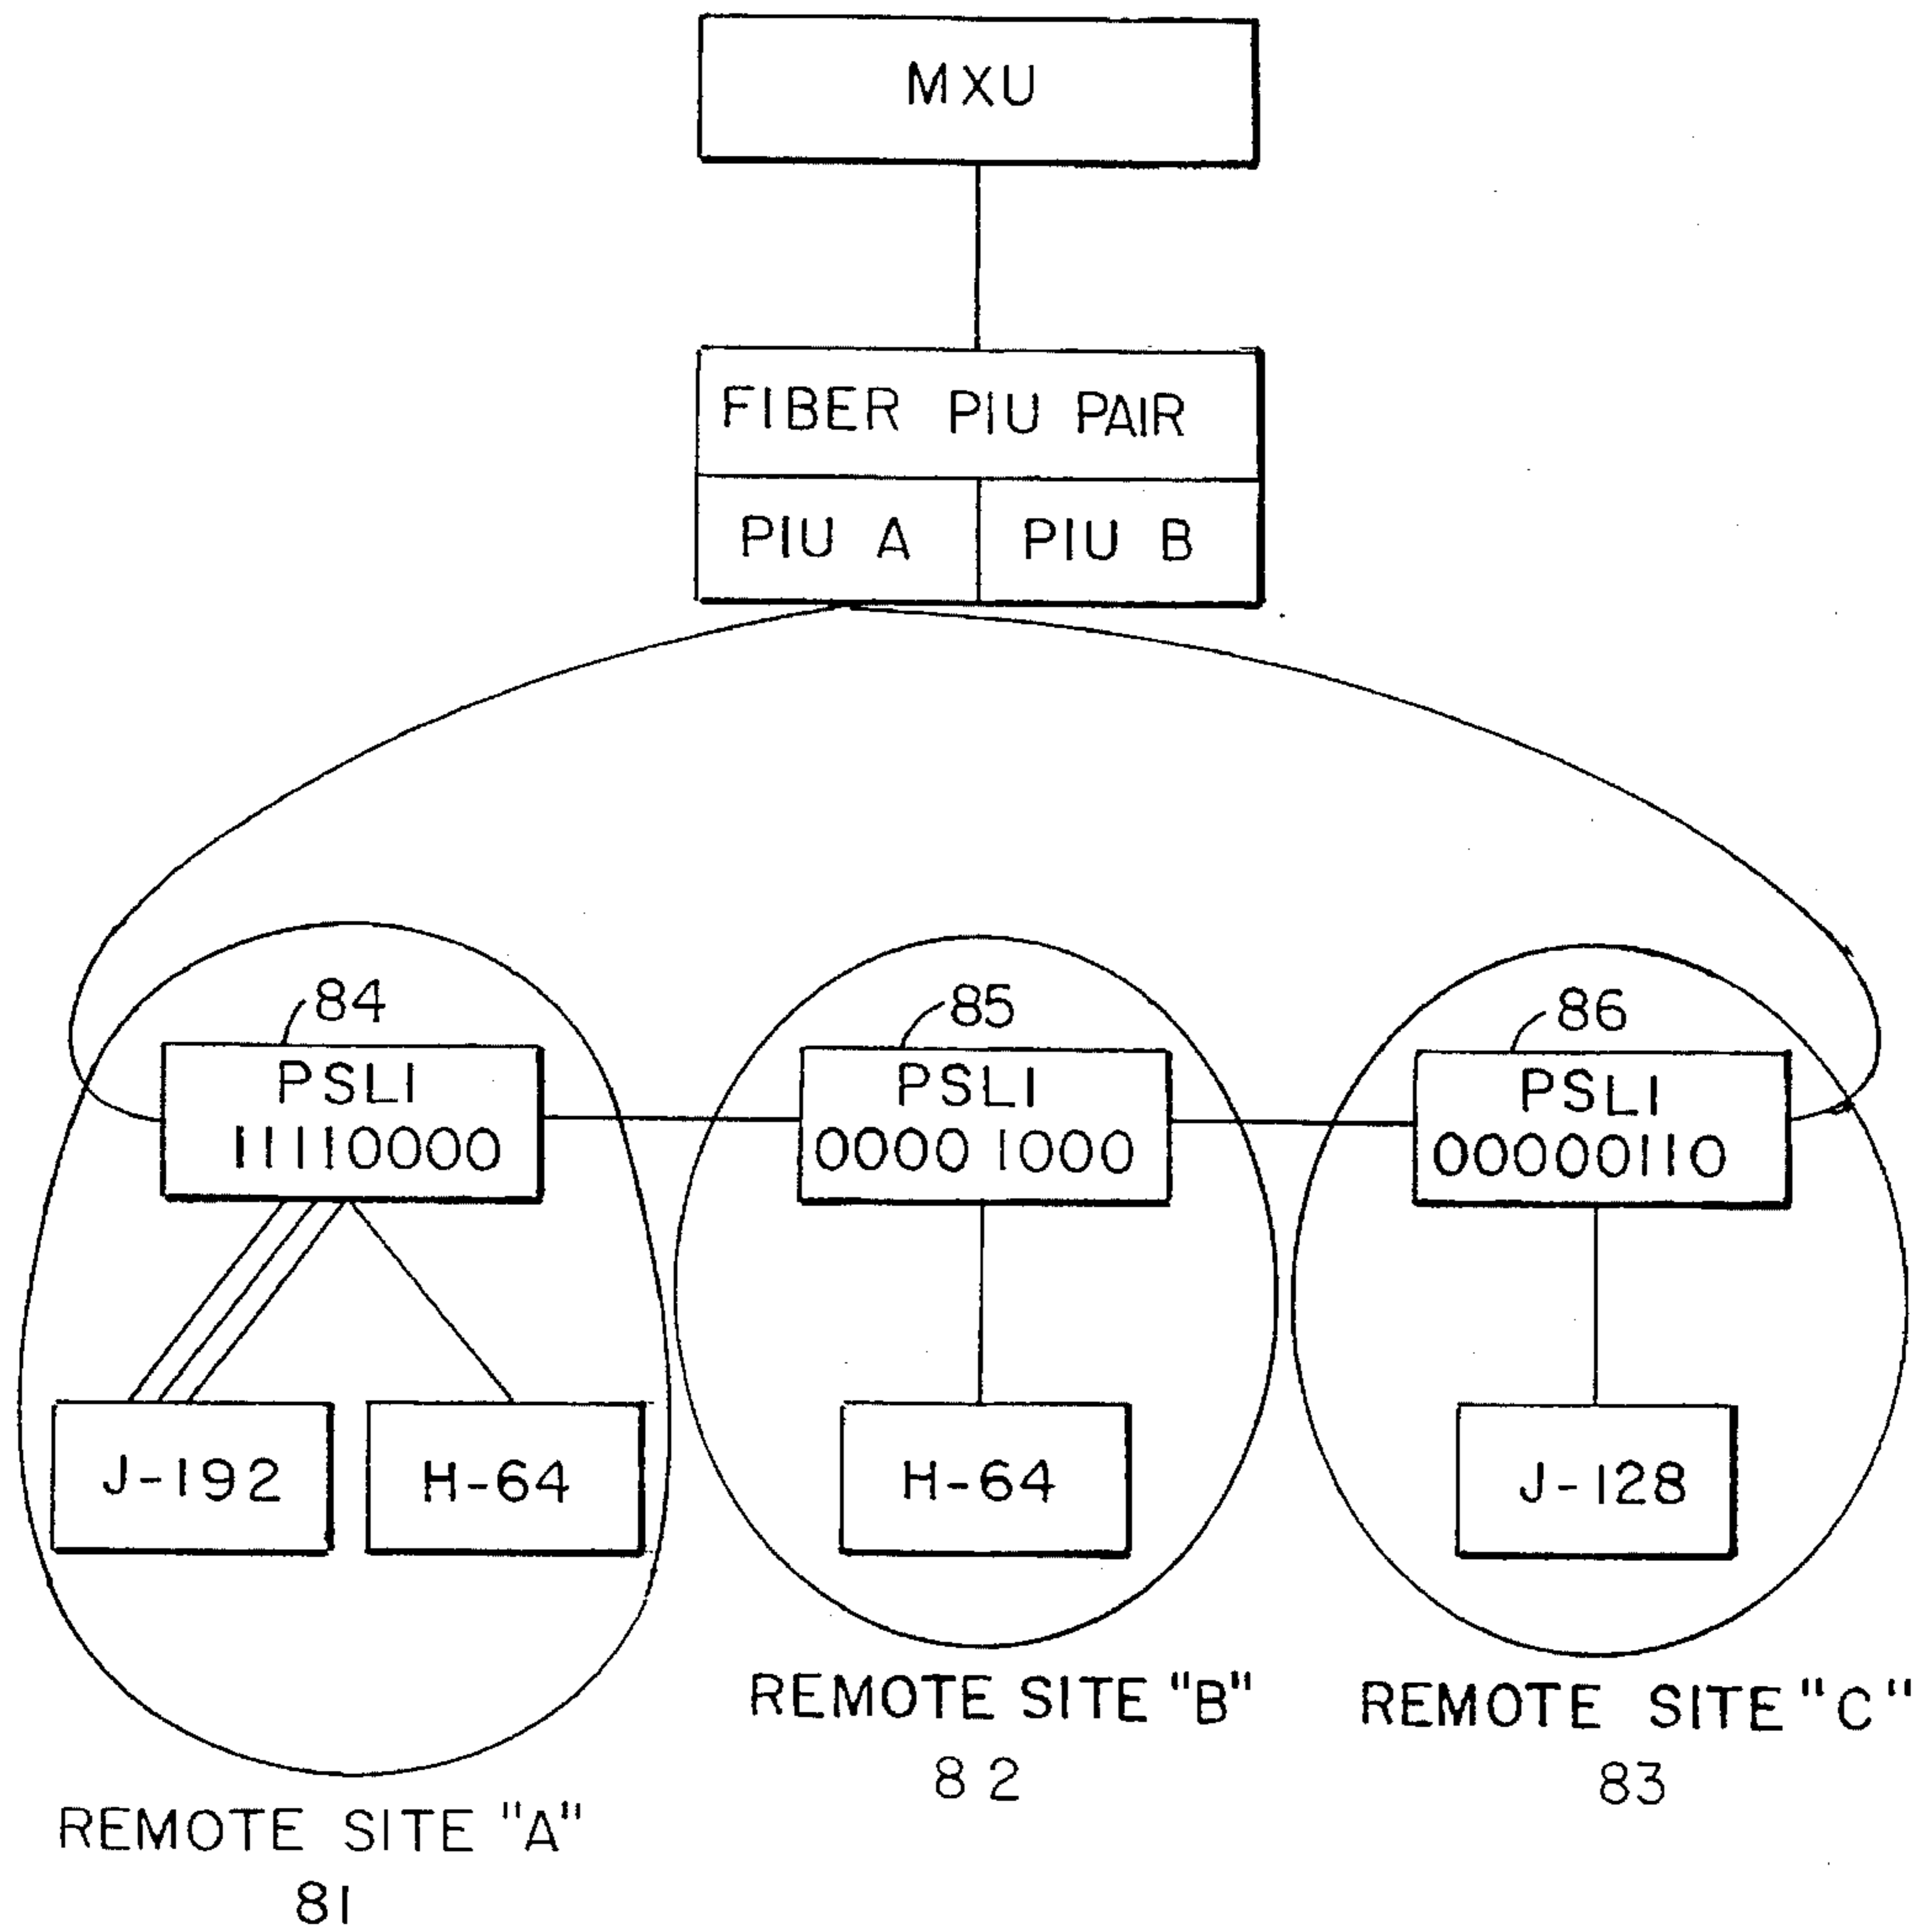 MXU
FIBER PIU PAIR
PIU A
PIU B
84
PSLI
11110000
85
PSLI
0000 1000
86
PSLI
00000110
J-192
H-64
H-64
J-128
REMOTE SITE "A"
81
REMOTE SITE "B"
82
REMOTE SITE "C"
83